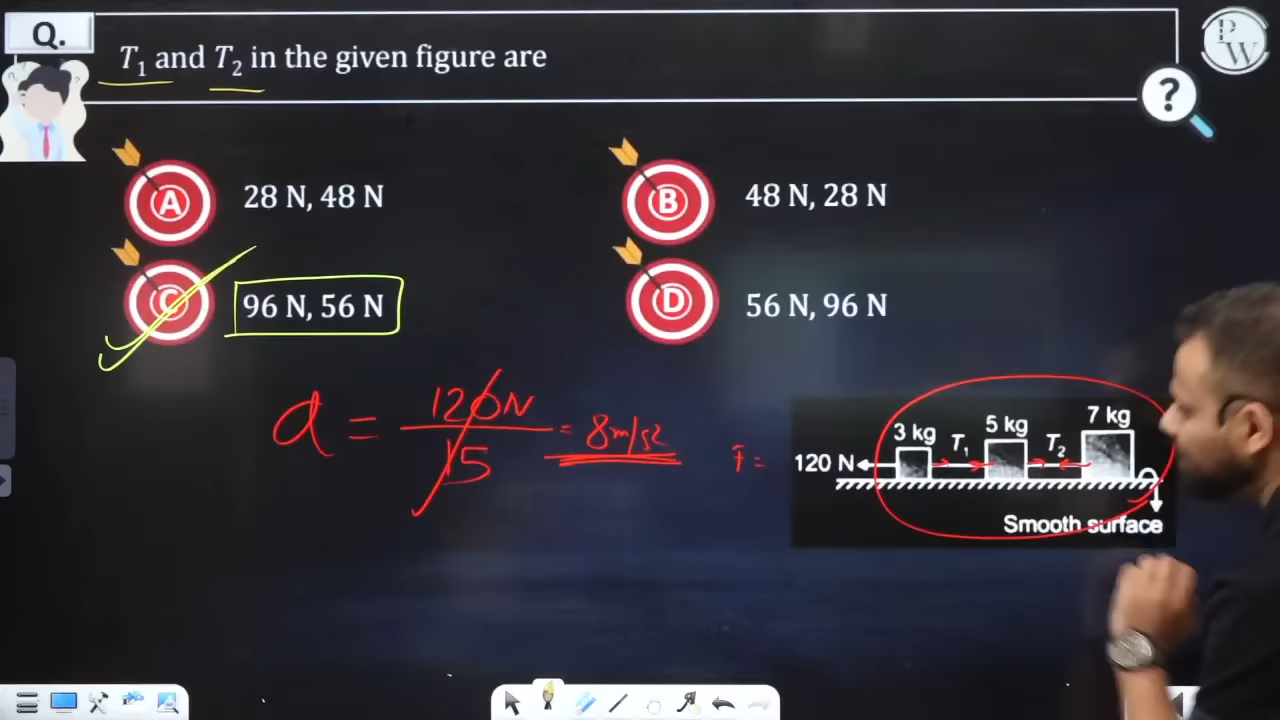 Q.
T₁ and T₂ in the given figure are
PW
?
A 28 N, 48 N
B 48 N, 28 N
C 96 N, 56 N
D 56 N, 96 N
a = 120N / 15 = 8m/s2
F =
120 N 3 kg T₁ 5 kg T₂ 7 kg
Smooth surface